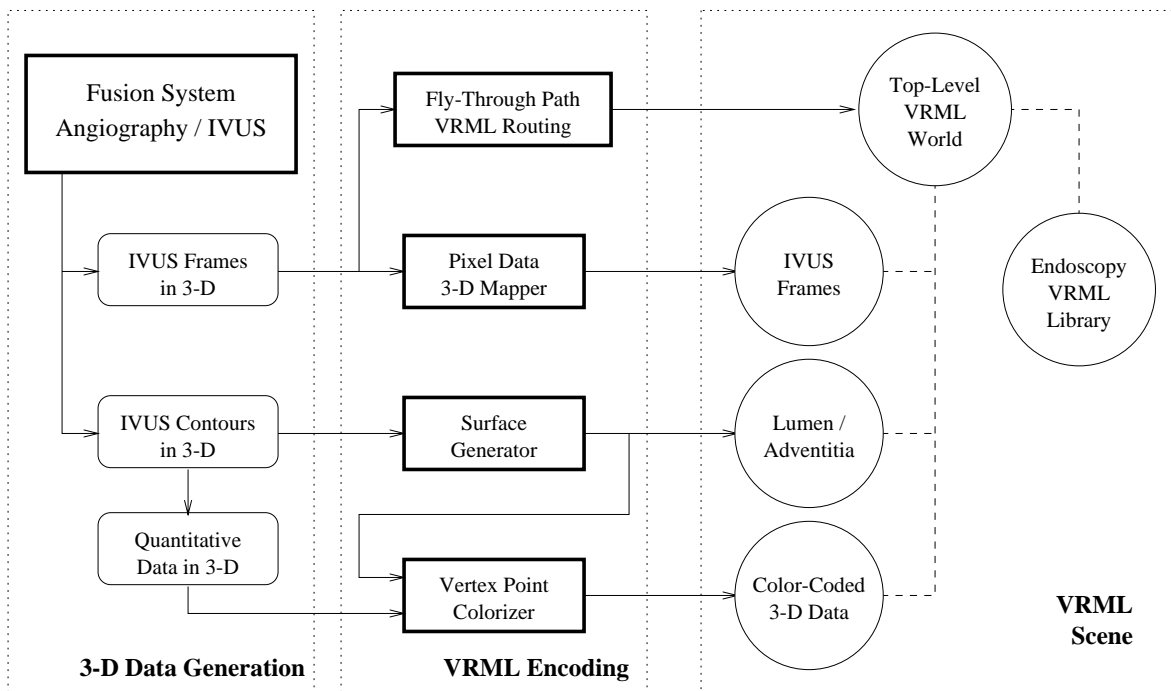 Fusion System
Angiography / IVUS
IVUS Frames
in 3-D
IVUS Contours
in 3-D
Quantitative
Data in 3-D
3-D Data Generation
Fly-Through Path
VRML Routing
Pixel Data
3-D Mapper
Surface
Generator
Vertex Point
Colorizer
VRML Encoding
Top-Level
VRML
World
IVUS
Frames
Endoscopy
VRML
Library
Lumen /
Adventitia
Color-Coded
3-D Data
VRML
Scene